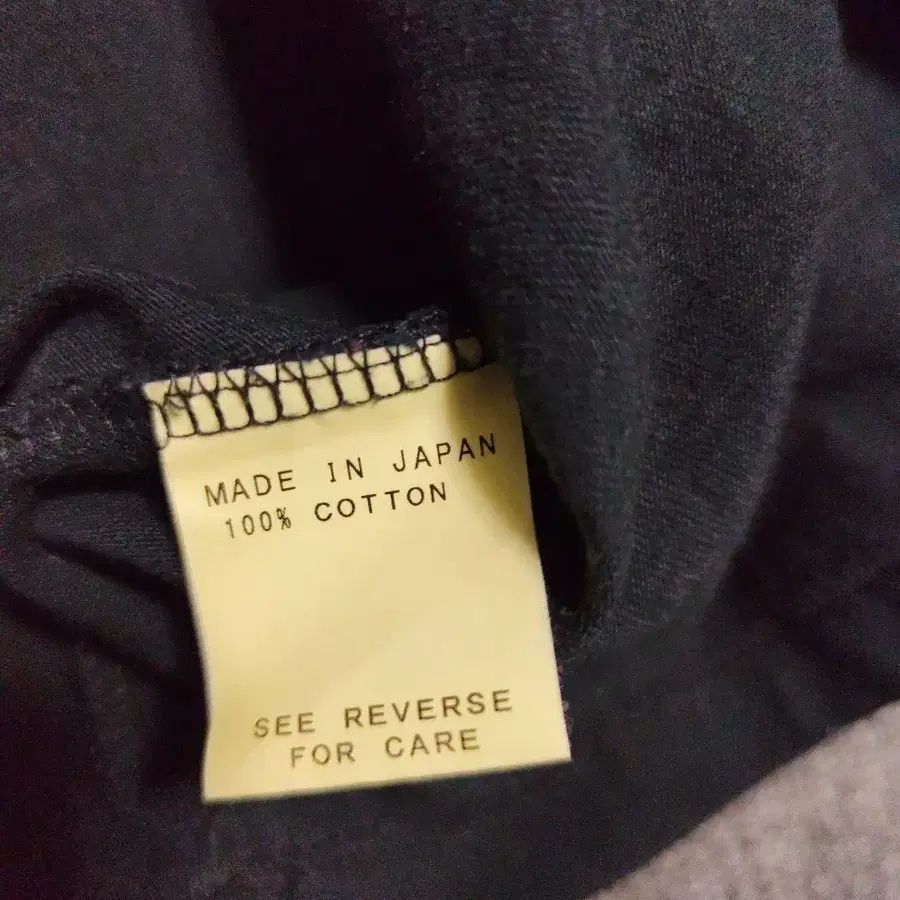 MADE IN JAPAN
100% COTTON
SEE REVERSE
FOR CARE